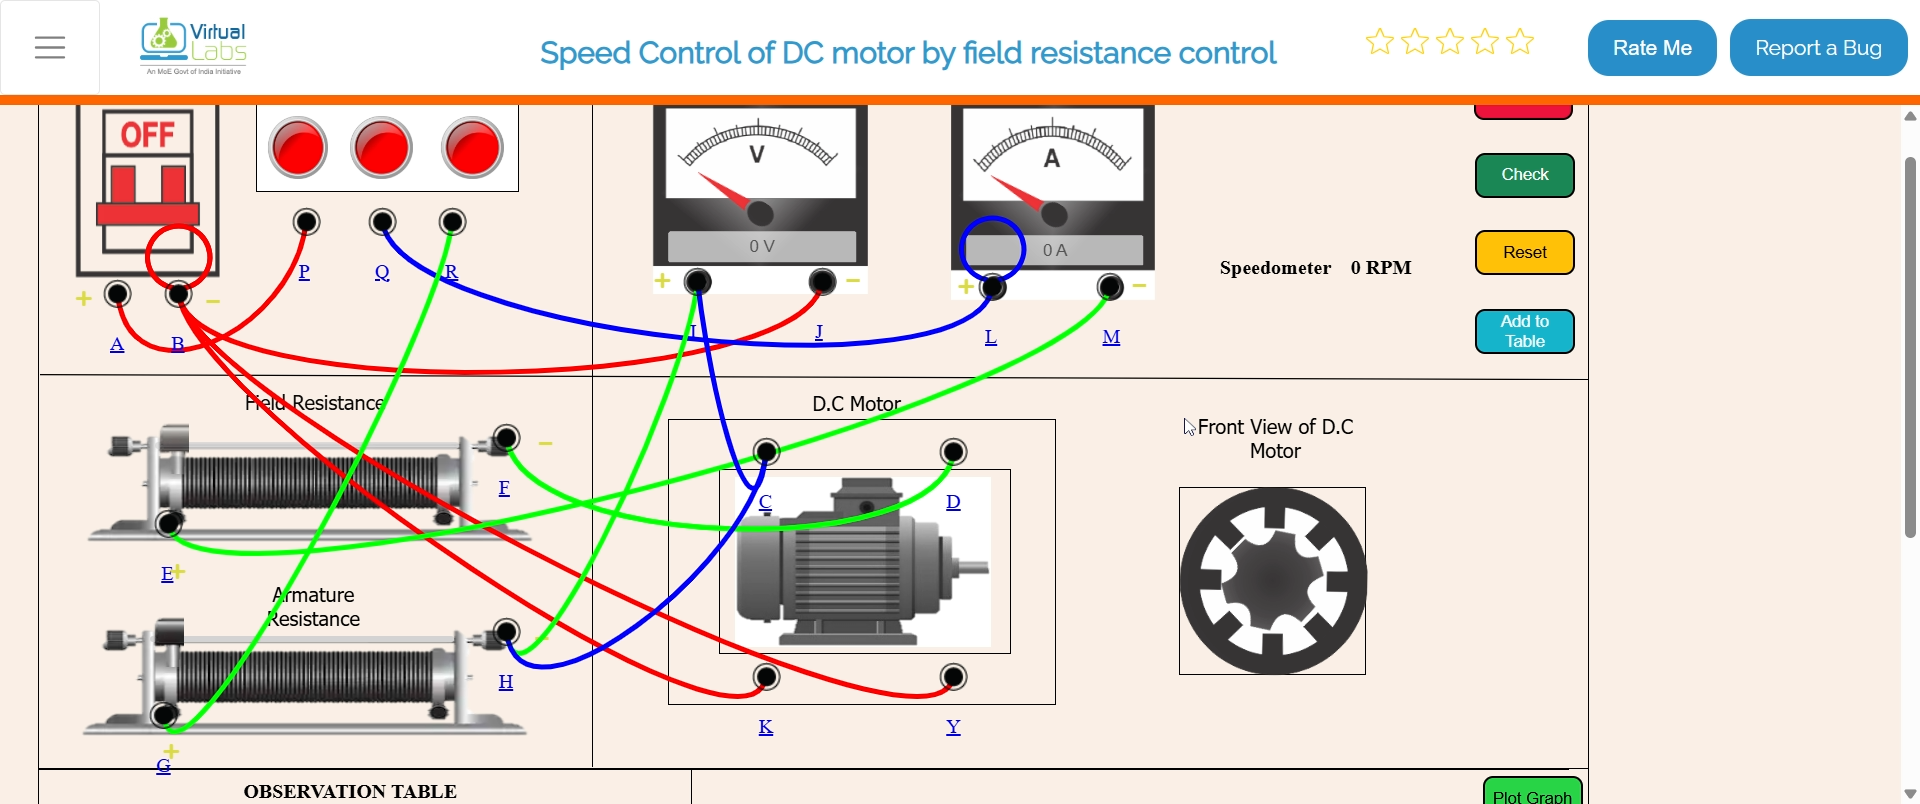 Virtual
Labs
An MoE Govt of India Initiative
Speed Control of DC motor by field resistance control
Rate Me
Report a Bug
OFF
V
A
Check
0 V
0 A
Reset
Speedometer 0 RPM
+
-
+
-
+
-
P
Q
R
A
B
I
J
L
M
Add to
Table
Field Resistance
D.C Motor
Front View of D.C
Motor
-
F
C
D
E
+
Armature
Resistance
-
H
K
Y
+
G
OBSERVATION TABLE
Plot Graph